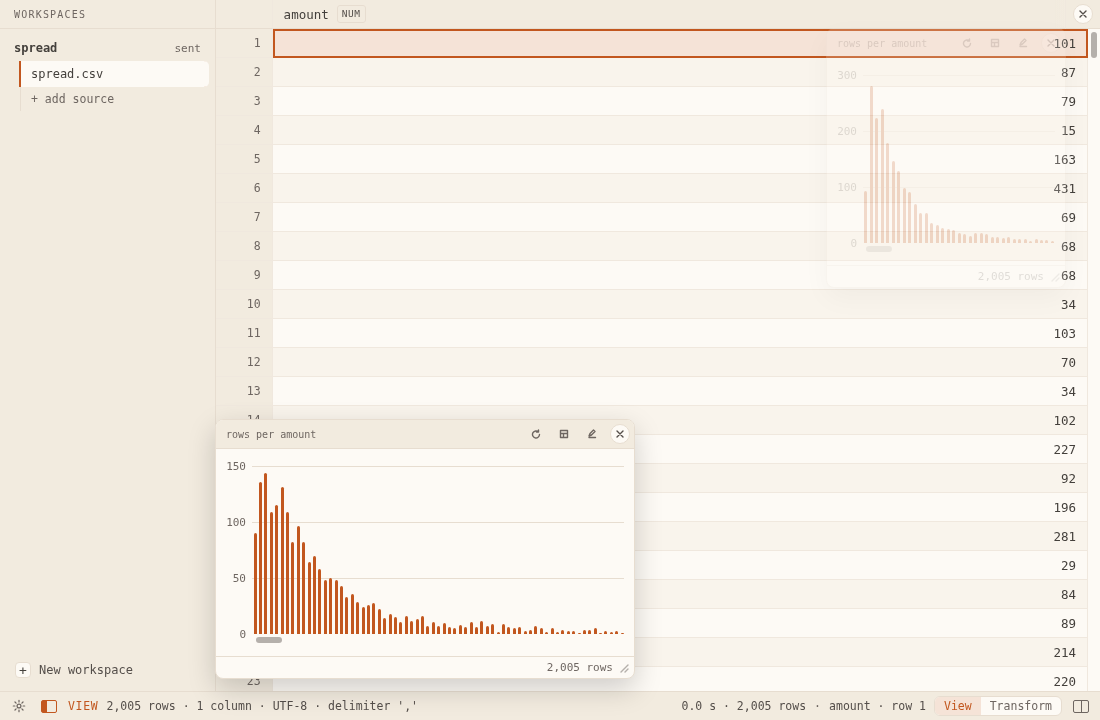 WORKSPACES
amount NUM
spread sent
spread.csv
+ add source
1 101
2 87
3 79
4 15
5 163
6 431
7 69
8 68
9 68
10 34
11 103
12 70
13 34
14 102
227
92
196
281
29
84
89
214
23 220
rows per amount
300
200
100
0
2,005 rows
rows per amount
150
100
50
0
2,005 rows
+ New workspace
VIEW 2,005 rows · 1 column · UTF-8 · delimiter ','
0.0 s · 2,005 rows · amount · row 1 View Transform